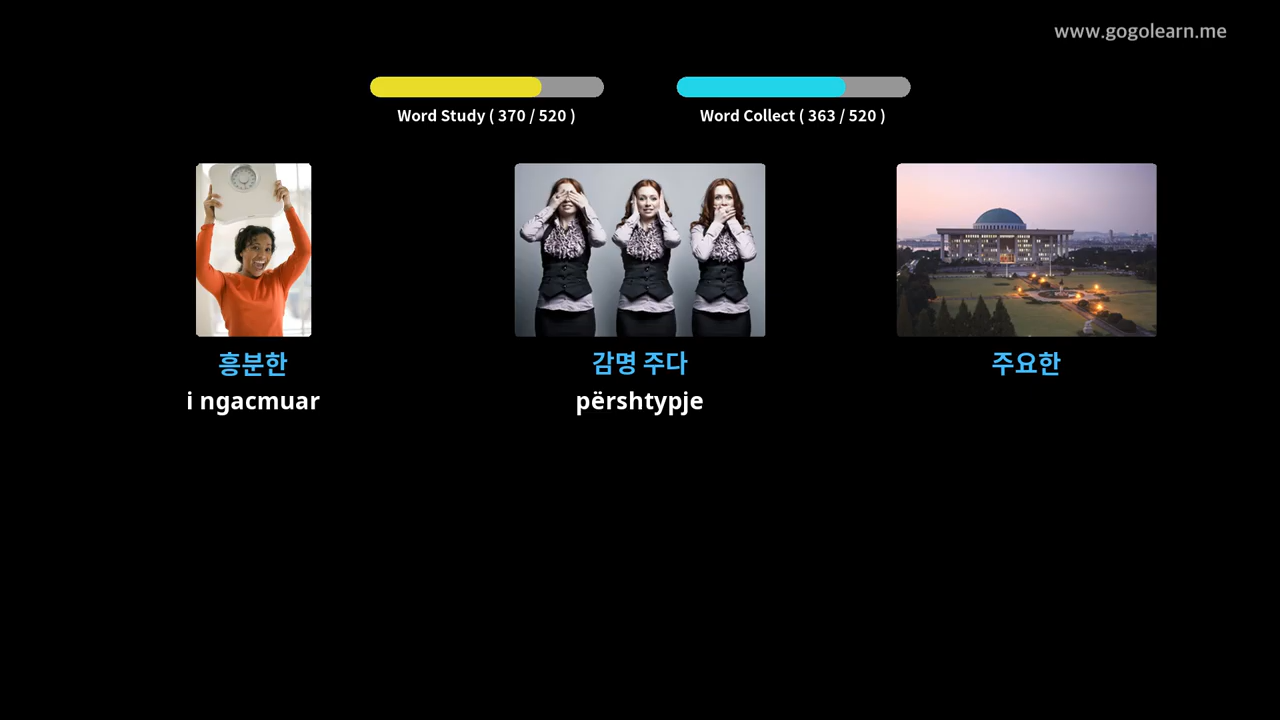 www.gogolearn.me
Word Study ( 370 / 520 )
Word Collect ( 363 / 520 )
흥분한
감명 주다
주요한
i ngacmuar
përshtypje